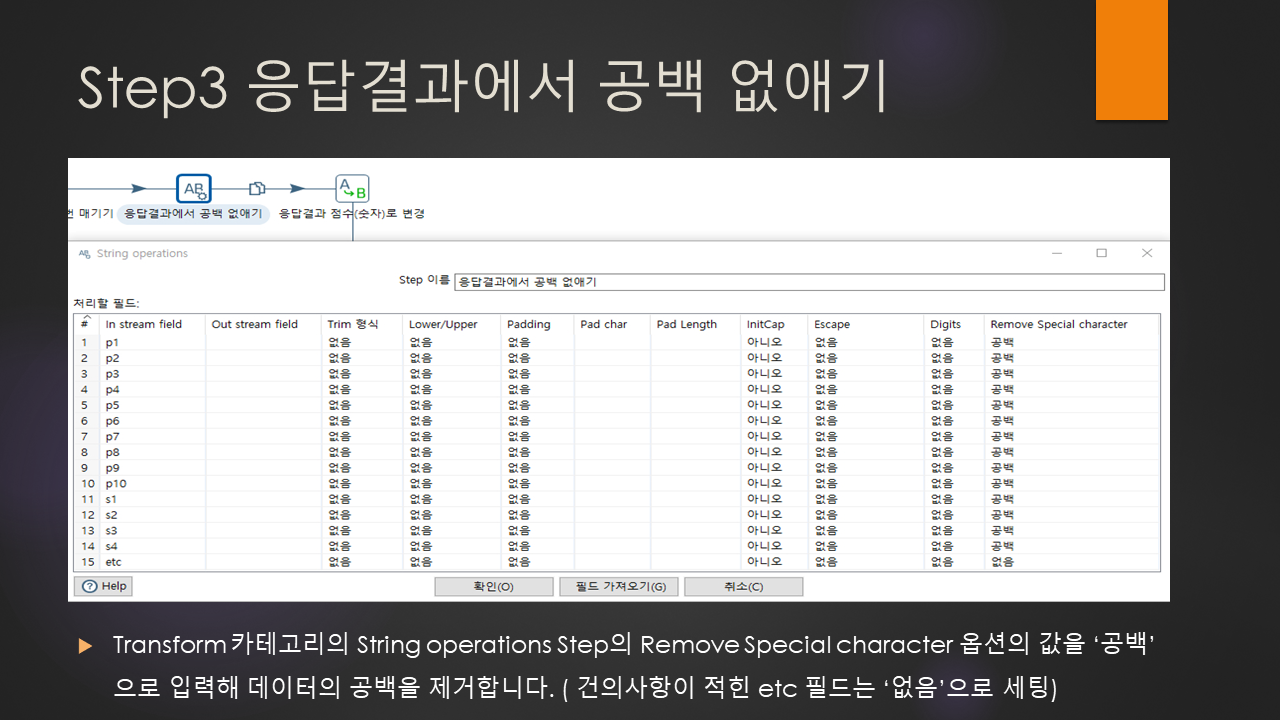 Step3 응답결과에서 공백 없애기
번 매기기 응답결과에서 공백 없애기 응답결과 점수(숫자)로 변경
String operations
Step 이름 응답결과에서 공백 없애기
처리할 필드:
# In stream field Out stream field Trim 형식 Lower/Upper Padding Pad char Pad Length InitCap Escape Digits Remove Special character
1 p1 없음 없음 없음 아니오 없음 없음 공백
2 p2 없음 없음 없음 아니오 없음 없음 공백
3 p3 없음 없음 없음 아니오 없음 없음 공백
4 p4 없음 없음 없음 아니오 없음 없음 공백
5 p5 없음 없음 없음 아니오 없음 없음 공백
6 p6 없음 없음 없음 아니오 없음 없음 공백
7 p7 없음 없음 없음 아니오 없음 없음 공백
8 p8 없음 없음 없음 아니오 없음 없음 공백
9 p9 없음 없음 없음 아니오 없음 없음 공백
10 p10 없음 없음 없음 아니오 없음 없음 공백
11 s1 없음 없음 없음 아니오 없음 없음 공백
12 s2 없음 없음 없음 아니오 없음 없음 공백
13 s3 없음 없음 없음 아니오 없음 없음 공백
14 s4 없음 없음 없음 아니오 없음 없음 공백
15 etc 없음 없음 없음 아니오 없음 없음 없음
Help 확인(O) 필드 가져오기(G) 취소(C)
Transform 카테고리의 String operations Step의 Remove Special character 옵션의 값을 ‘공백’
으로 입력해 데이터의 공백을 제거합니다. ( 건의사항이 적힌 etc 필드는 ‘없음’으로 세팅)